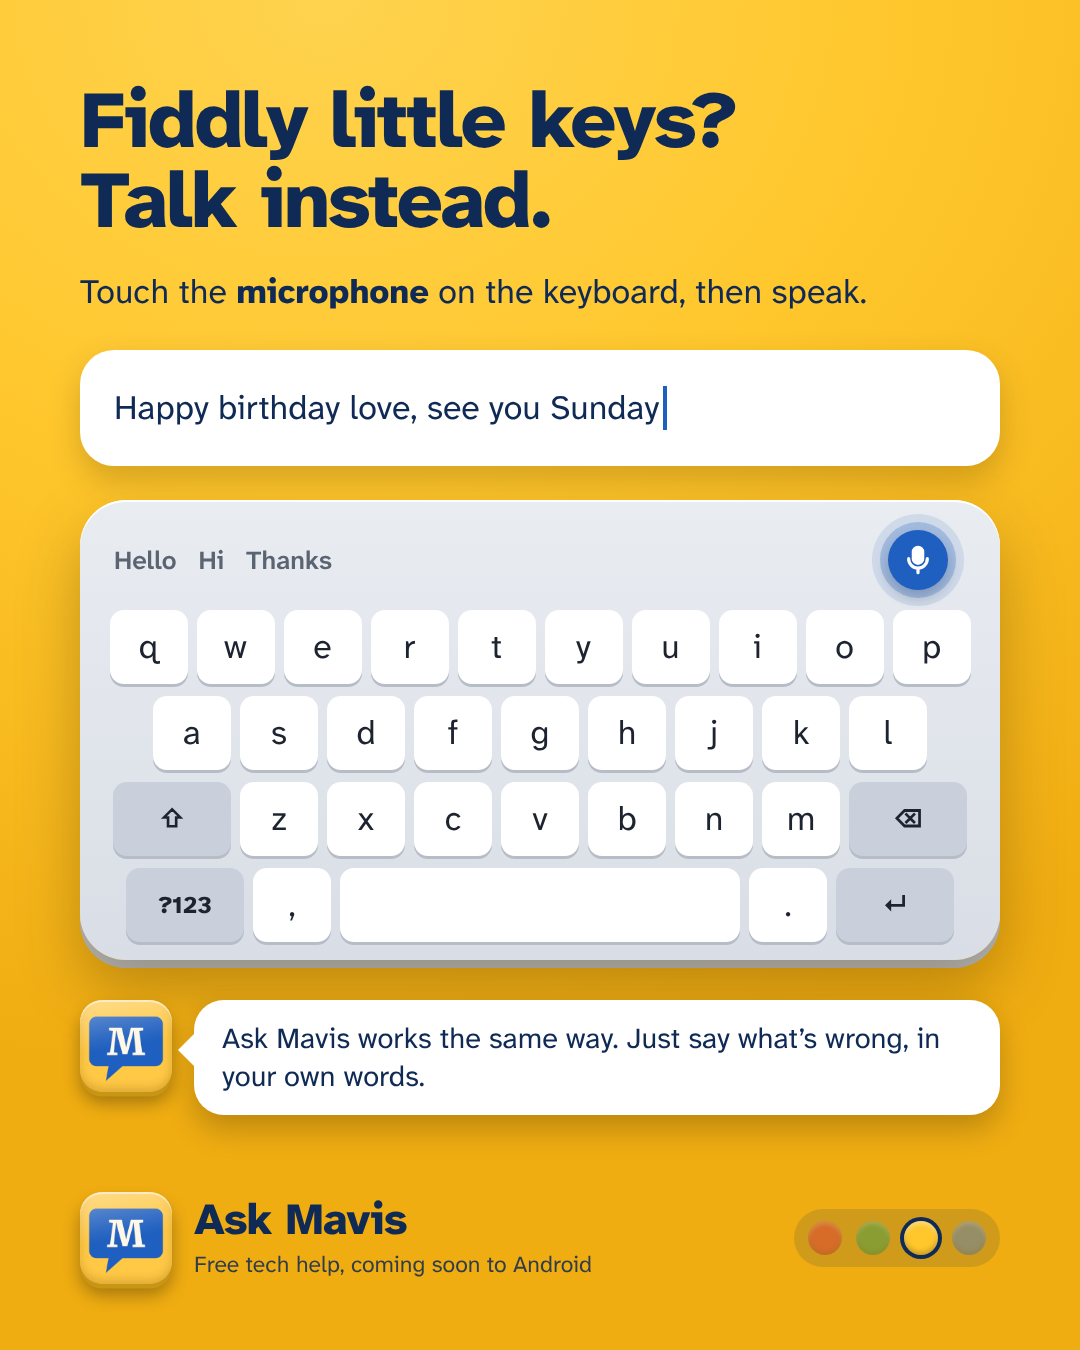 Fiddly little keys?
Talk instead.
Touch the microphone on the keyboard, then speak.
Happy birthday love, see you Sunday
Hello Hi Thanks
q w e r t y u i o p
a s d f g h j k l
z x c v b n m
?123 , .
M
Ask Mavis works the same way. Just say what’s wrong, in
your own words.
M
Ask Mavis
Free tech help, coming soon to Android